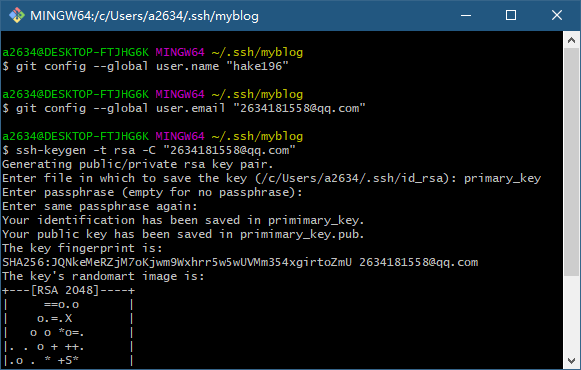 MINGW64:/c/Users/a2634/.ssh/myblog
a2634@DESKTOP-FTJHG6K MINGW64 ~/.ssh/myblog
$ git config --global user.name "hake196"
a2634@DESKTOP-FTJHG6K MINGW64 ~/.ssh/myblog
$ git config --global user.email "2634181558@qq.com"
a2634@DESKTOP-FTJHG6K MINGW64 ~/.ssh/myblog
$ ssh-keygen -t rsa -C "2634181558@qq.com"
Generating public/private rsa key pair.
Enter file in which to save the key (/c/Users/a2634/.ssh/id_rsa): primary_key
Enter passphrase (empty for no passphrase):
Enter same passphrase again:
Your identification has been saved in primimary_key.
Your public key has been saved in primimary_key.pub.
The key fingerprint is:
SHA256:JQNkeMeRZjM7oKjwm9Wxhrr5w5wUVMm354xgirtoZmU 2634181558@qq.com
The key's randomart image is:
+---[RSA 2048]----+
|     ==o.o       |
|    o.=.X        |
|   o o *o=.      |
|. . o + ++.      |
|.o . * +S*       |